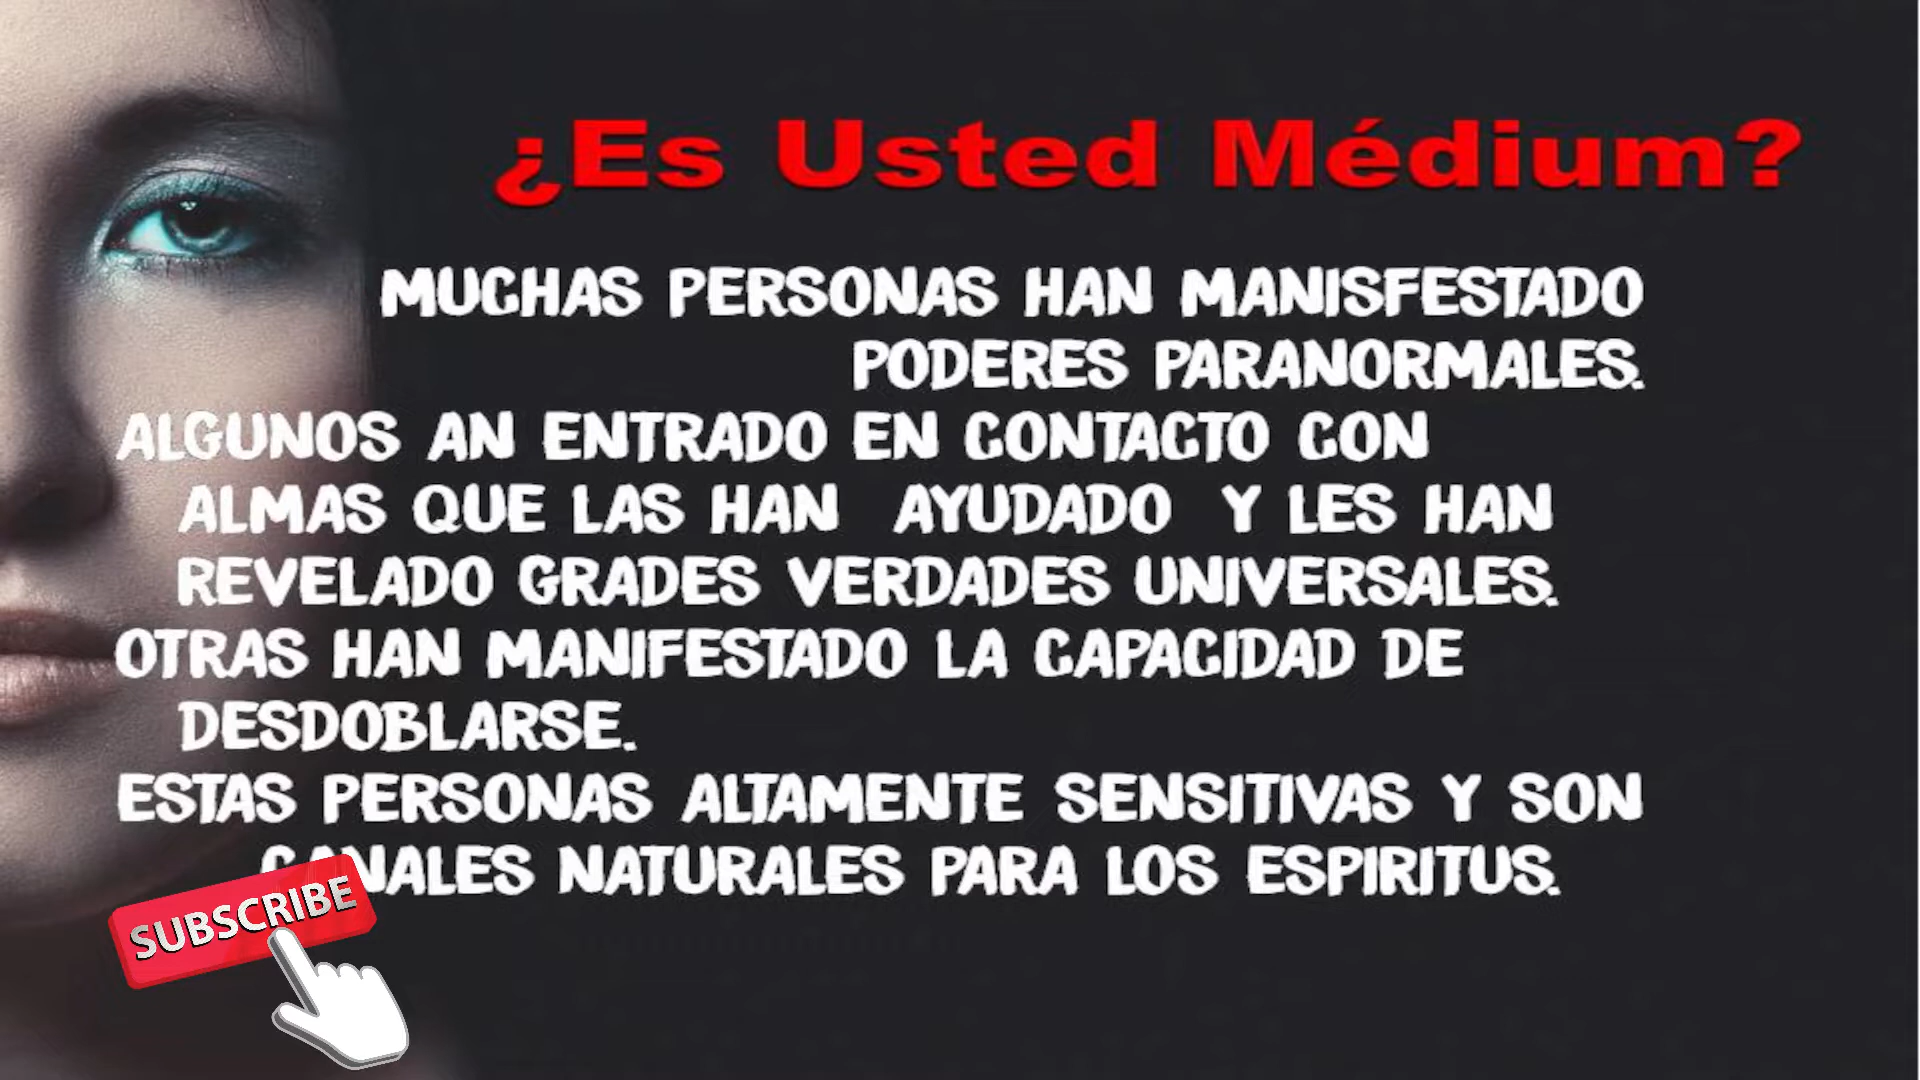 ¿Es Usted Médium?
MUCHAS PERSONAS HAN MANISFESTADO
PODERES PARANORMALES.
ALGUNOS AN ENTRADO EN CONTACTO CON
ALMAS QUE LAS HAN AYUDADO Y LES HAN
REVELADO GRADES VERDADES UNIVERSALES.
OTRAS HAN MANIFESTADO LA CAPACIDAD DE
DESDOBLARSE.
ESTAS PERSONAS ALTAMENTE SENSITIVAS Y SON
CANALES NATURALES PARA LOS ESPIRITUS.
SUBSCRIBE